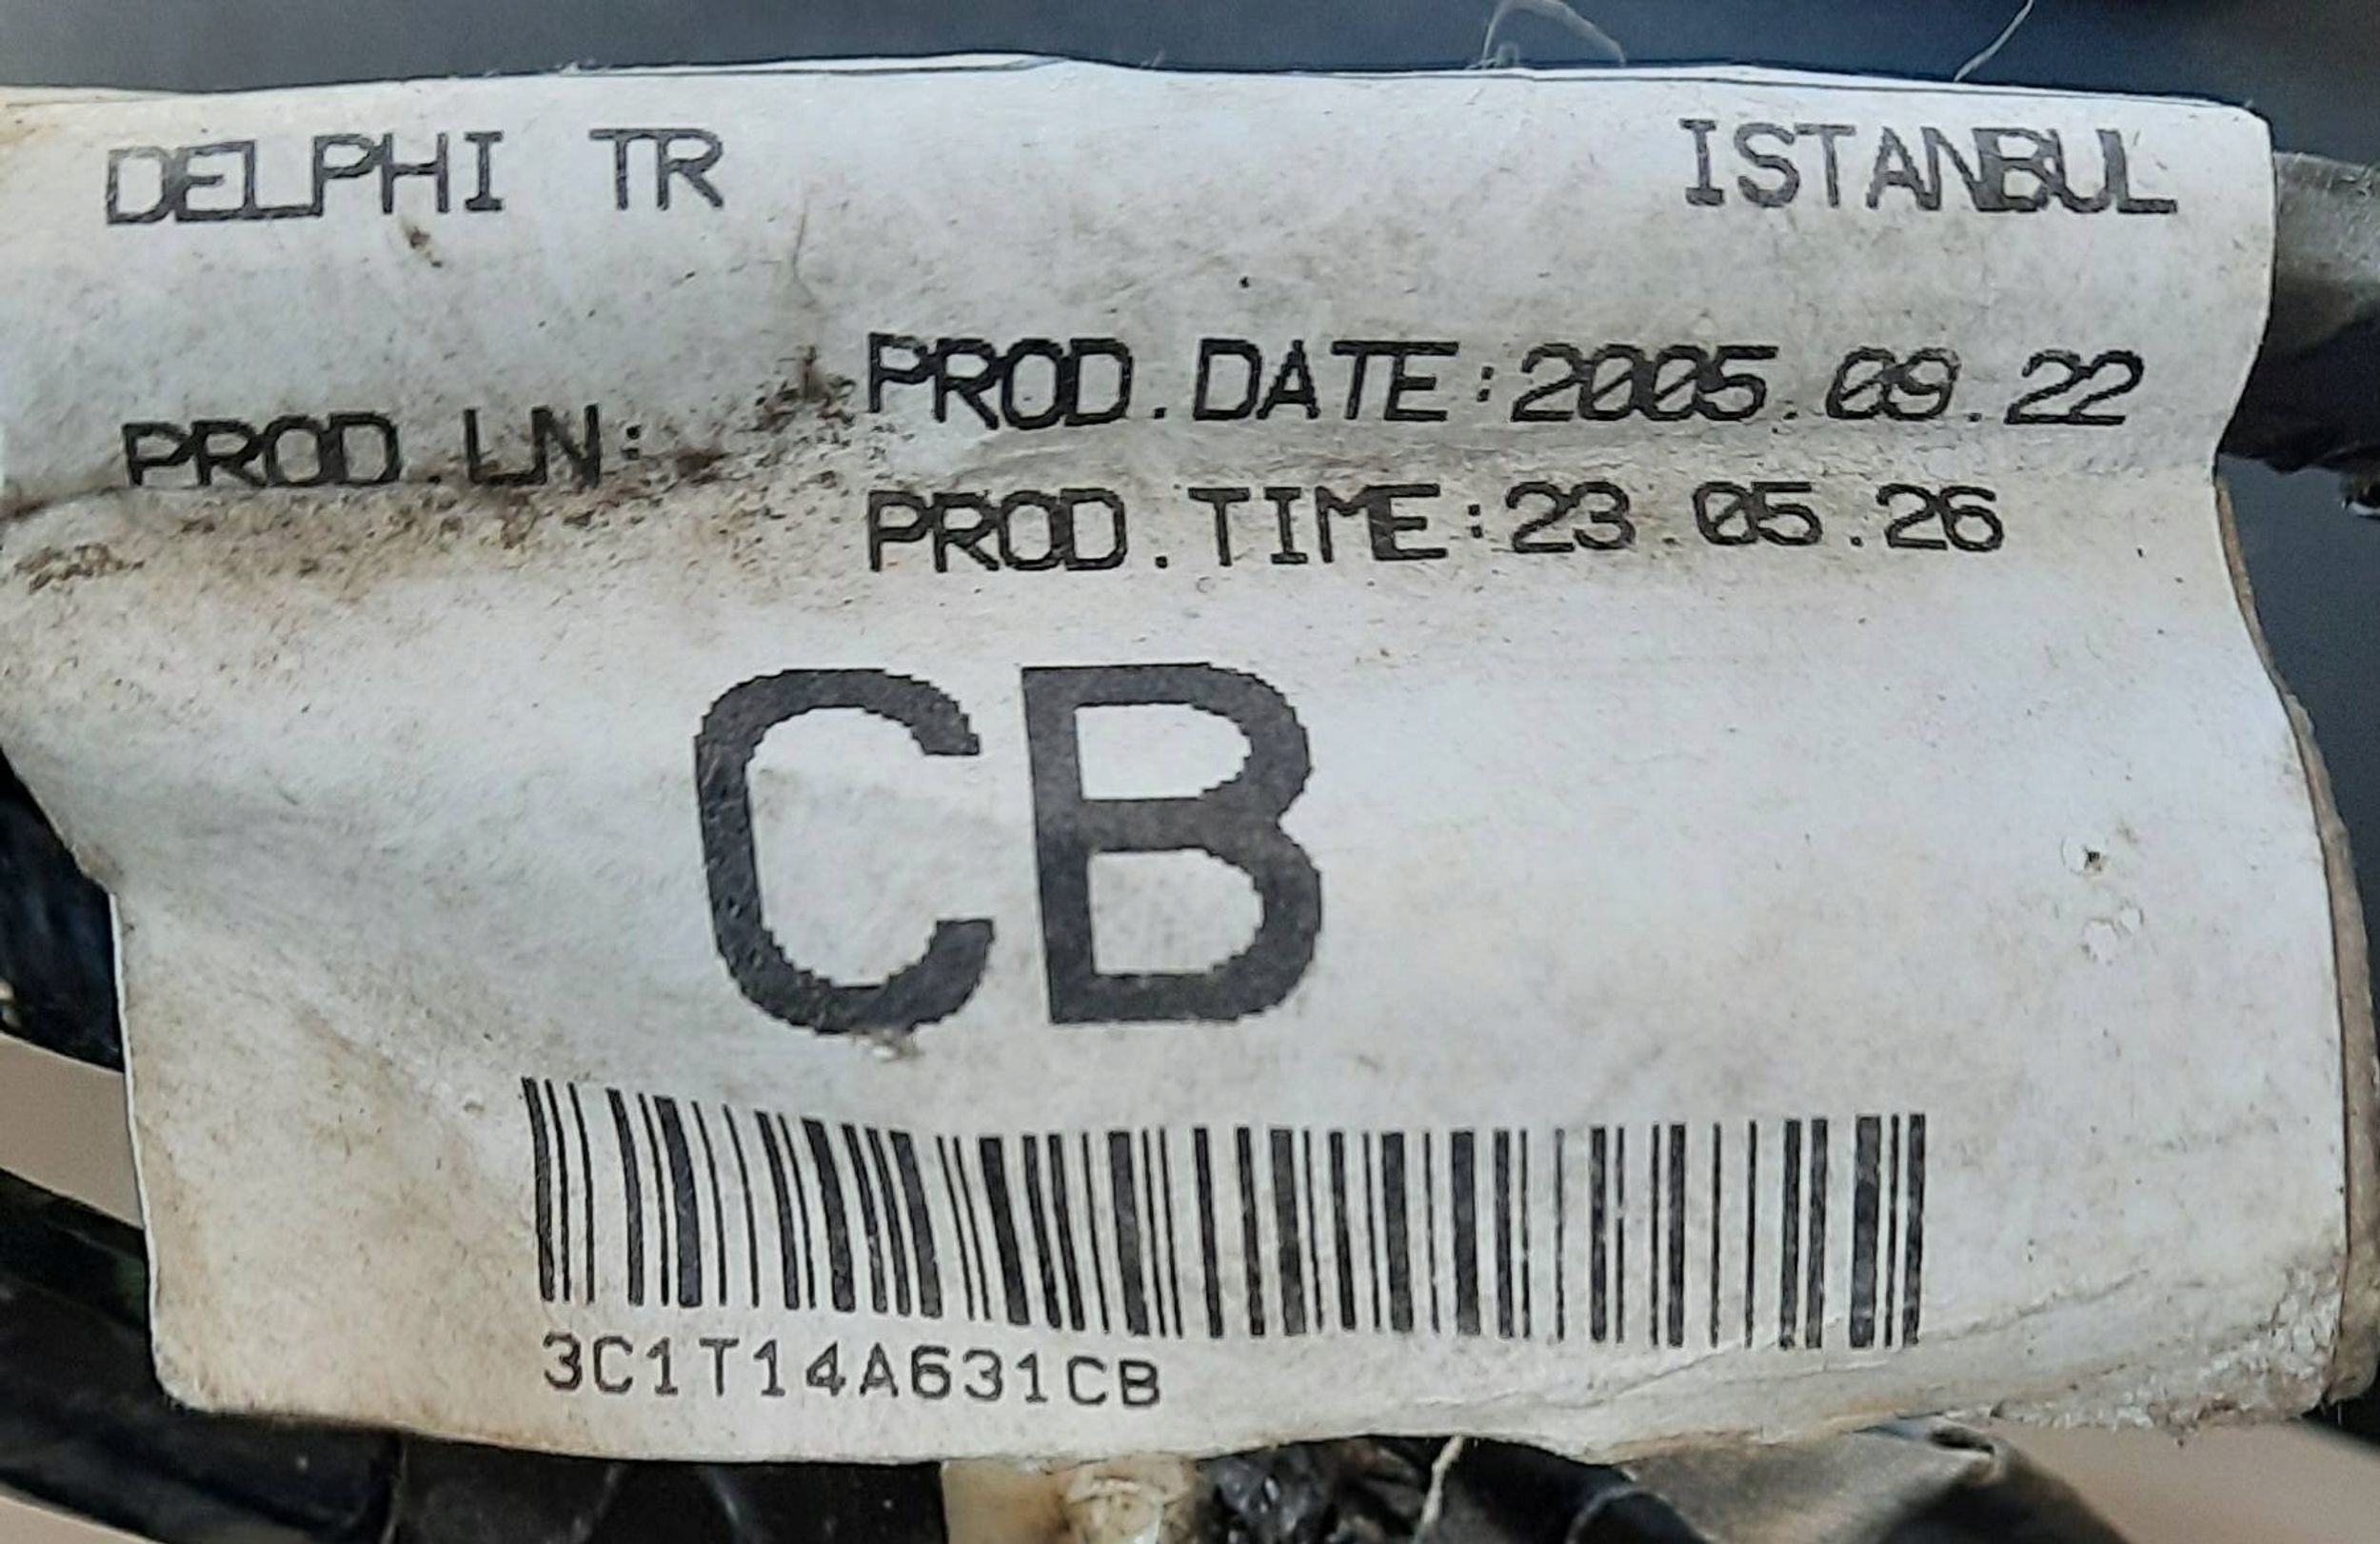 DELPHI TR ISTANBUL
PROD.DATE:2005.09.22
PROD.LN:
PROD.TIME:23.05.26
CB
3C1T14A631CB